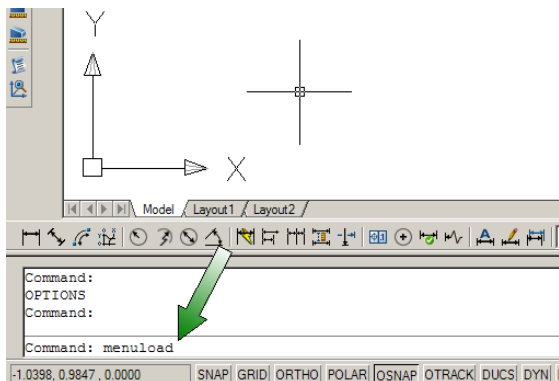 Y
X
Model Layout1 Layout2
Command:
OPTIONS
Command:
Command: menuload
-1.0398, 0.9847 , 0.0000 SNAP GRID ORTHO POLAR OSNAP OTRACK DUCS DYN